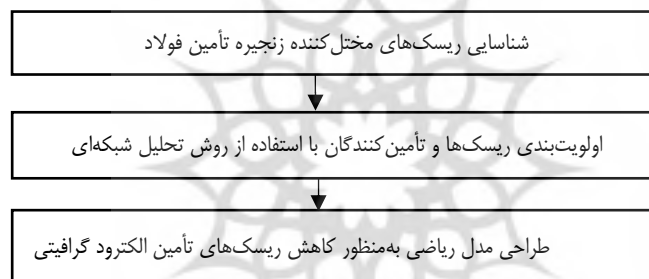 شناسایی ریسک‌های مختل‌کننده زنجیره تأمین فولاد
اولویت‌بندی ریسک‌ها و تأمین‌کنندگان با استفاده از روش تحلیل شبکه‌ای
طراحی مدل ریاضی به‌منظور کاهش ریسک‌های تأمین الکترود گرافیتی